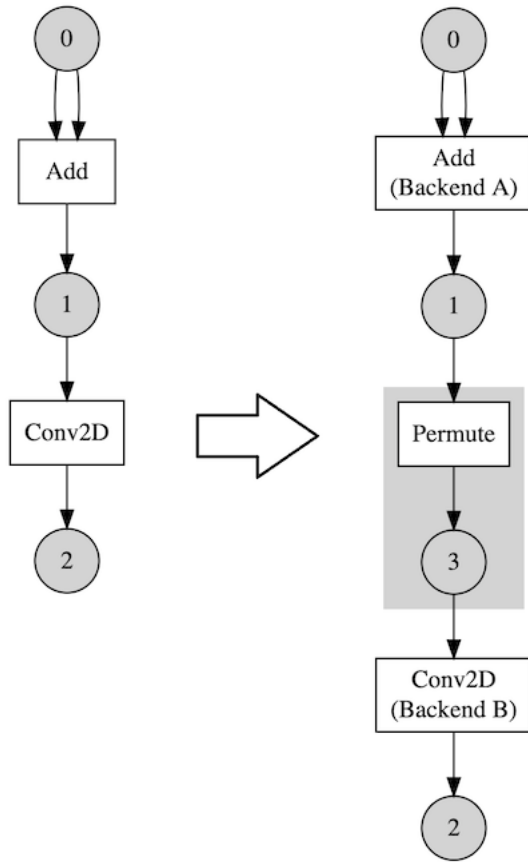 0
Add
1
Conv2D
2
0
Add
(Backend A)
1
Permute
3
Conv2D
(Backend B)
2